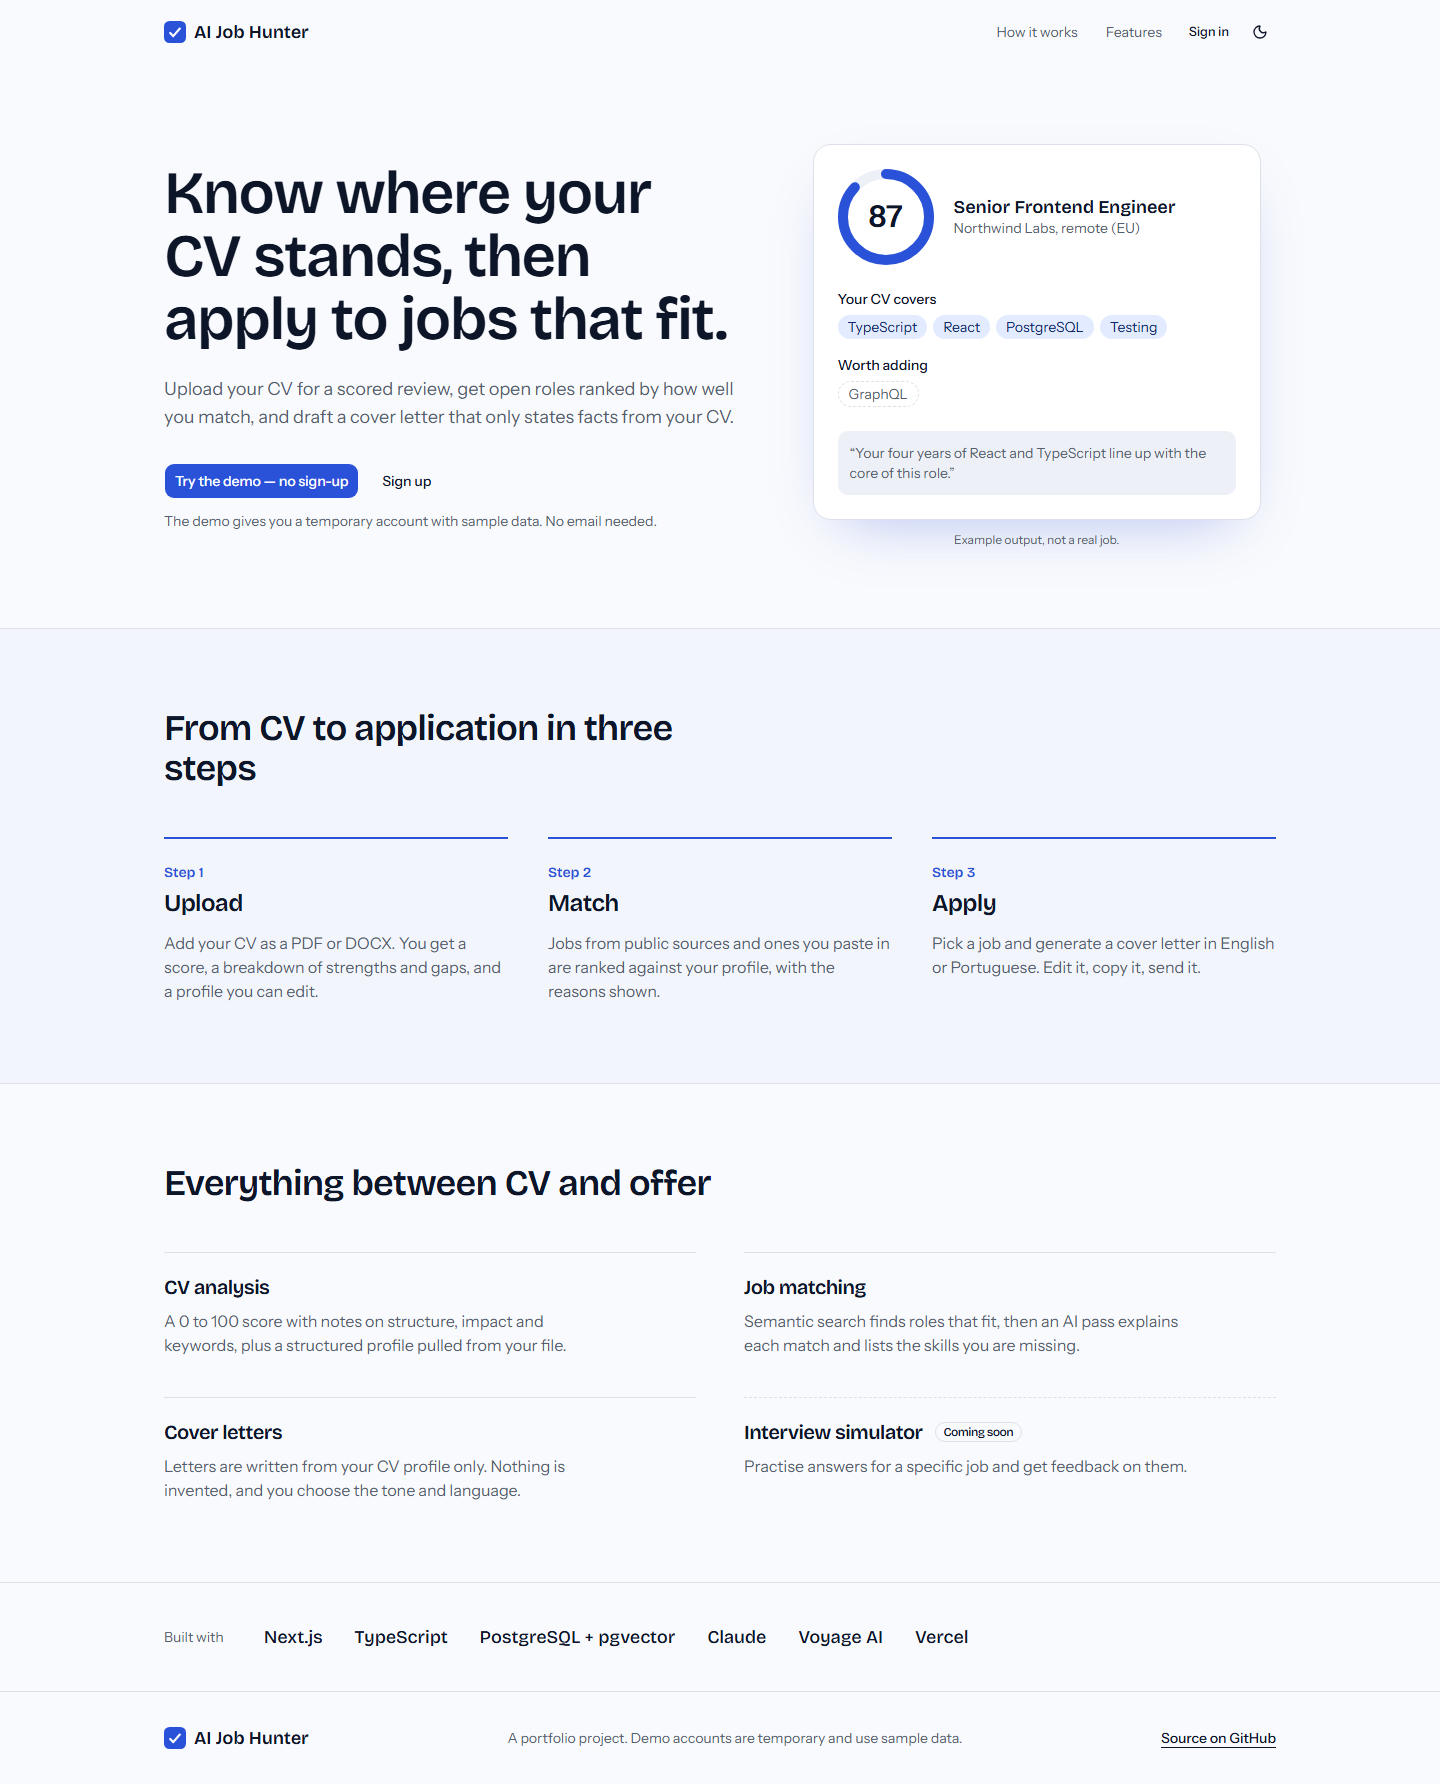 AI Job Hunter
How it works
Features
Sign in
Know where your
CV stands, then
apply to jobs that fit.
Upload your CV for a scored review, get open roles ranked by how well
you match, and draft a cover letter that only states facts from your CV.
Try the demo — no sign-up
Sign up
The demo gives you a temporary account with sample data. No email needed.
87
Senior Frontend Engineer
Northwind Labs, remote (EU)
Your CV covers
TypeScript
React
PostgreSQL
Testing
Worth adding
GraphQL
“Your four years of React and TypeScript line up with the
core of this role.”
Example output, not a real job.
From CV to application in three
steps
Step 1
Upload
Add your CV as a PDF or DOCX. You get a
score, a breakdown of strengths and gaps, and
a profile you can edit.
Step 2
Match
Jobs from public sources and ones you paste in
are ranked against your profile, with the
reasons shown.
Step 3
Apply
Pick a job and generate a cover letter in English
or Portuguese. Edit it, copy it, send it.
Everything between CV and offer
CV analysis
A 0 to 100 score with notes on structure, impact and
keywords, plus a structured profile pulled from your file.
Job matching
Semantic search finds roles that fit, then an AI pass explains
each match and lists the skills you are missing.
Cover letters
Letters are written from your CV profile only. Nothing is
invented, and you choose the tone and language.
Interview simulator
Coming soon
Practise answers for a specific job and get feedback on them.
Built with
Next.js
TypeScript
PostgreSQL + pgvector
Claude
Voyage AI
Vercel
AI Job Hunter
A portfolio project. Demo accounts are temporary and use sample data.
Source on GitHub